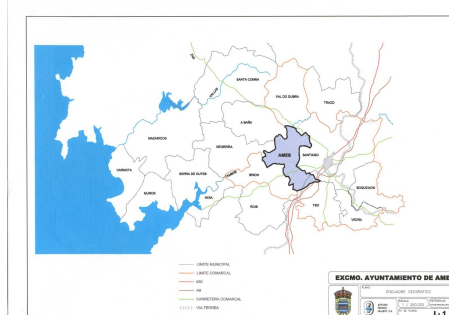 SANTA COMBA
VAL DO DUBRA
TRAZO
A BAÑA
MAZARICOS
NEGREIRA
AMES
SANTIAGO
CARNOTA
SERRA DE OUTES
BRION
BOQUEIXON
MUROS
NOIA
ROIS
TEO
VEDRA
LIMITE MUNICIPAL
LIMITE COMARCAL
A9
CARRETERA COMARCAL
VIA FERREA
EXCMO. AYUNTAMIENTO DE AME
ENCUADRE GEOGRAFICO